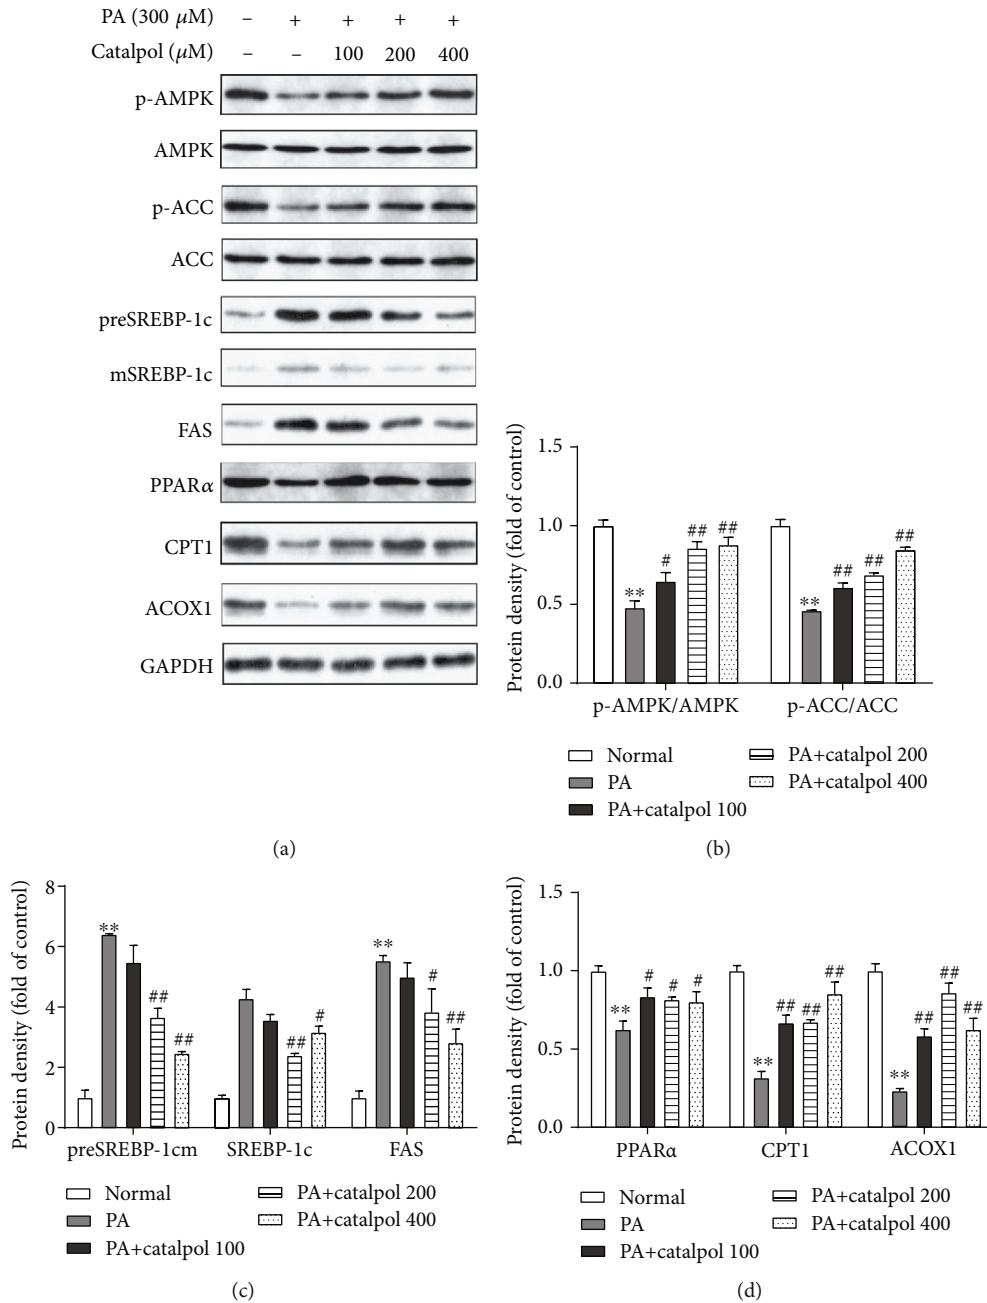 PA (300 μM) – + + + +
Catalpol (μM) – – 100 200 400
p-AMPK
AMPK
p-ACC
ACC
preSREBP-1c
mSREBP-1c
FAS
PPARα
CPT1
ACOX1
GAPDH
(a)
Protein density (fold of control)
1.5
1.0
0.5
0.0
** # ## ##
** ## ## ##
p-AMPK/AMPK p-ACC/ACC
Normal
PA
PA+catalpol 100
PA+catalpol 200
PA+catalpol 400
(b)
Protein density (fold of control)
8
6
4
2
0
** ## ##
## #
** # ##
preSREBP-1cm SREBP-1c FAS
Normal
PA
PA+catalpol 100
PA+catalpol 200
PA+catalpol 400
(c)
Protein density (fold of control)
1.5
1.0
0.5
0.0
** # # #
** ## ## ##
** ## ## ##
PPARα CPT1 ACOX1
Normal
PA
PA+catalpol 100
PA+catalpol 200
PA+catalpol 400
(d)